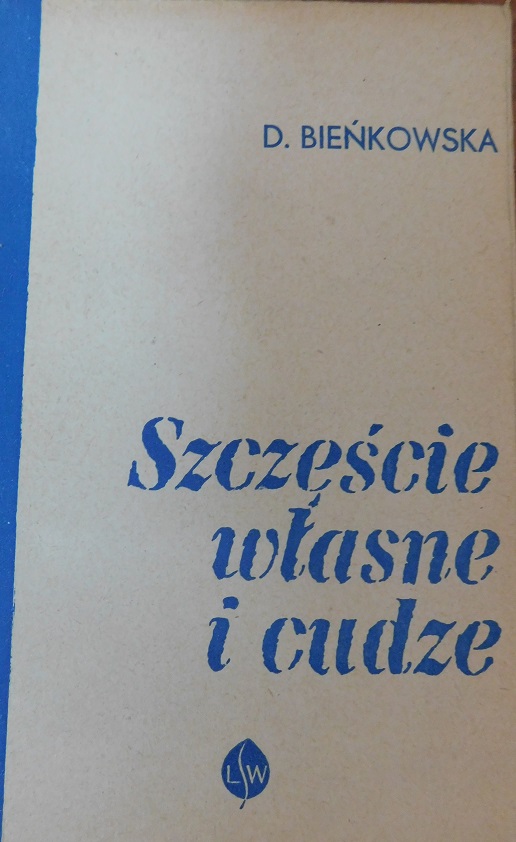 D. BIEŃKOWSKA
Szczęście
własne
i cudze
LSW